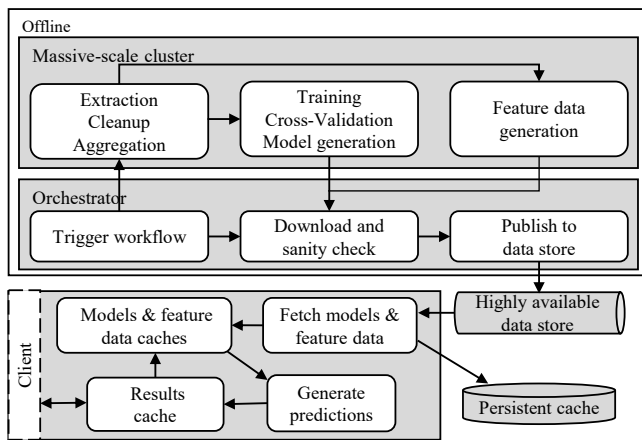 Offline
Massive-scale cluster
Extraction
Cleanup
Aggregation
Training
Cross-Validation
Model generation
Feature data
generation
Orchestrator
Trigger workflow
Download and
sanity check
Publish to
data store
Client
Models & feature
data caches
Fetch models &
feature data
Highly available
data store
Results
cache
Generate
predictions
Persistent cache